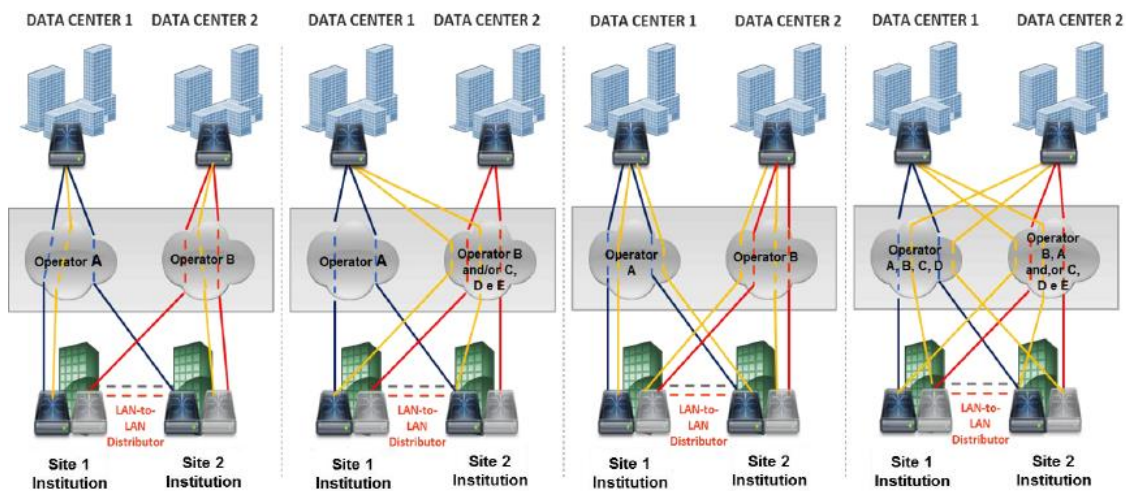 DATA CENTER 1 DATA CENTER 2
DATA CENTER 1 DATA CENTER 2
DATA CENTER 1 DATA CENTER 2
DATA CENTER 1 DATA CENTER 2
Operator A
Operator B
Operator A
Operator B
and/or C,
D e E
Operator
A
Operator B
Operator
A, B, C, D
Operator
B, A
and,or C,
D e E
LAN-to-
LAN
Distributor
LAN-to-
LAN
Distributor
LAN-to-
LAN
Distributor
LAN-to-
LAN
Distributor
Site 1
Institution
Site 2
Institution
Site 1
Institution
Site 2
Institution
Site 1
Institution
Site 2
Institution
Site 1
Institution
Site 2
Institution